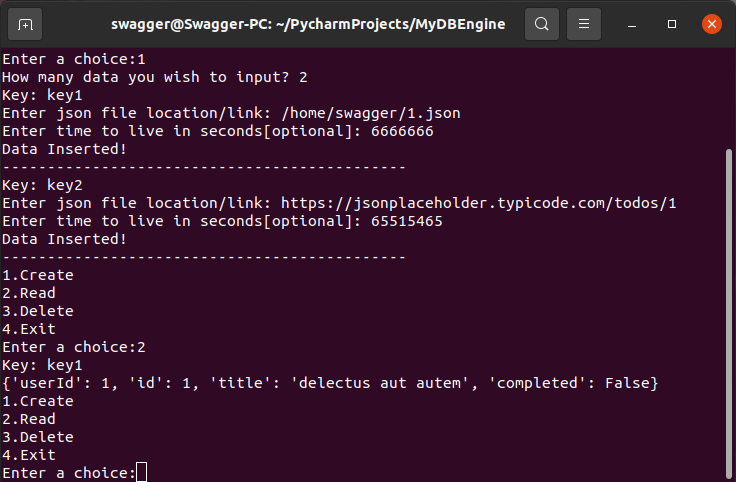 swagger@Swagger-PC: ~/PycharmProjects/MyDBEngine
Enter a choice:1
How many data you wish to input? 2
Key: key1
Enter json file location/link: /home/swagger/1.json
Enter time to live in seconds[optional]: 6666666
Data Inserted!
---------------------------------------------
Key: key2
Enter json file location/link: https://jsonplaceholder.typicode.com/todos/1
Enter time to live in seconds[optional]: 65515465
Data Inserted!
---------------------------------------------
1.Create
2.Read
3.Delete
4.Exit
Enter a choice:2
Key: key1
{'userId': 1, 'id': 1, 'title': 'delectus aut autem', 'completed': False}
1.Create
2.Read
3.Delete
4.Exit
Enter a choice: